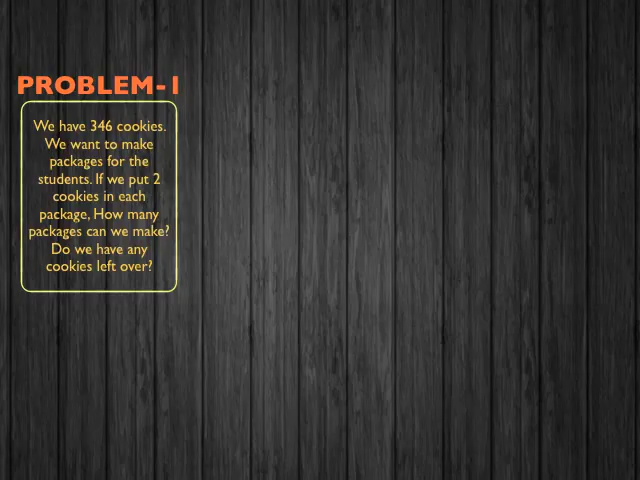 PROBLEM-1
We have 346 cookies.
We want to make
packages for the
students. If we put 2
cookies in each
package, How many
packages can we make?
Do we have any
cookies left over?